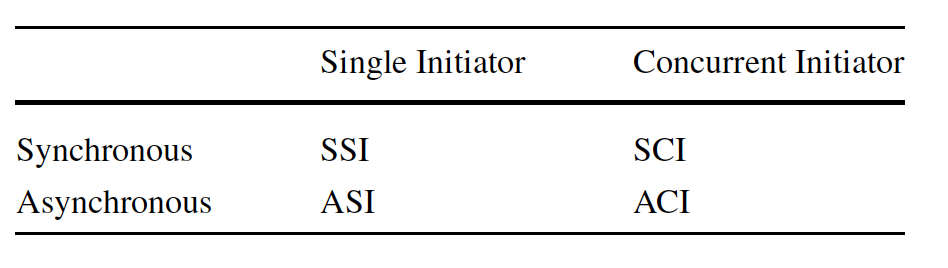 Single Initiator Concurrent Initiator
Synchronous SSI SCI
Asynchronous ASI ACI